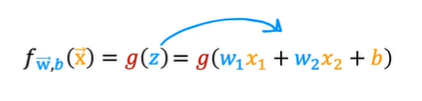 f_{w⃗,b}(x⃗) = g(z) = g(w₁x₁ + w₂x₂ + b)